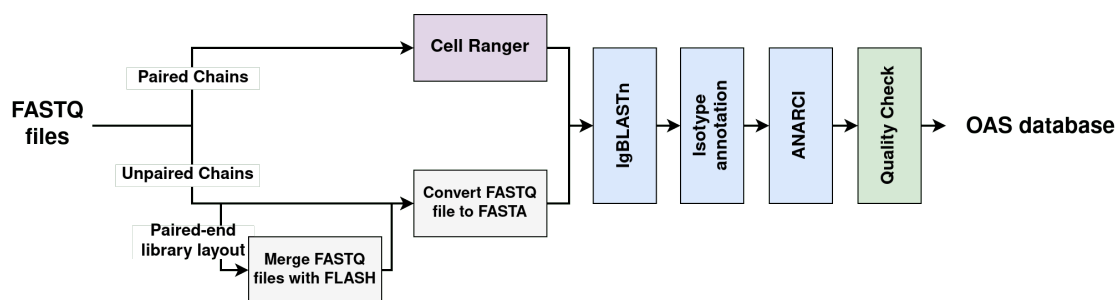 FASTQ
files
Paired Chains
Unpaired Chains
Paired-end
library layout
Merge FASTQ
files with FLASH
Cell Ranger
Convert FASTQ
file to FASTA
IgBLASTn
Isotype
annotation
ANARCI
Quality Check
OAS database